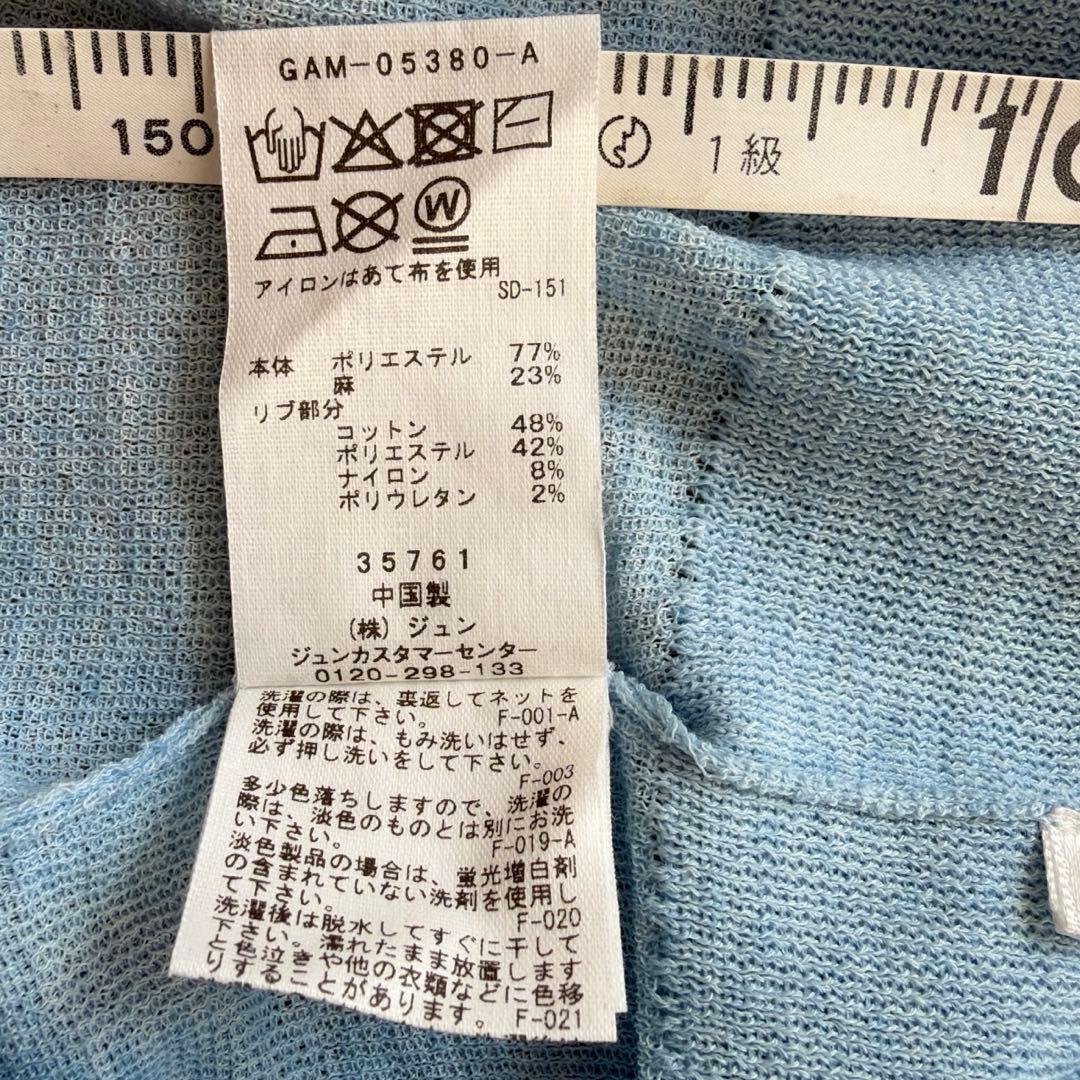 150
1級
10
GAM-05380-A
W
アイロンはあて布を使用
SD-151
本体 ポリエステル 77%
麻 23%
リブ部分
コットン 48%
ポリエステル 42%
ナイロン 8%
ポリウレタン 2%
35761
中国製
(株) ジュン
ジュンカスタマーセンター
0120-298-133
洗濯の際は、裏返してネットを
使用して下さい。 F-001-A
洗濯の際は、もみ洗いはせず、
必ず押し洗いをして下さい。
F-003
多少色落ちしますので、洗濯の
際は、淡色のものとは別にお洗
い下さい。 F-019-A
淡色製品の場合は、蛍光増白剤
の含まれていない洗剤を使用し
て下さい。 F-020
洗濯後は脱水してすぐに干して
下さい。濡れたまま放置します
と色泣きや他の衣類などに色移
りすることがあります。 F-021